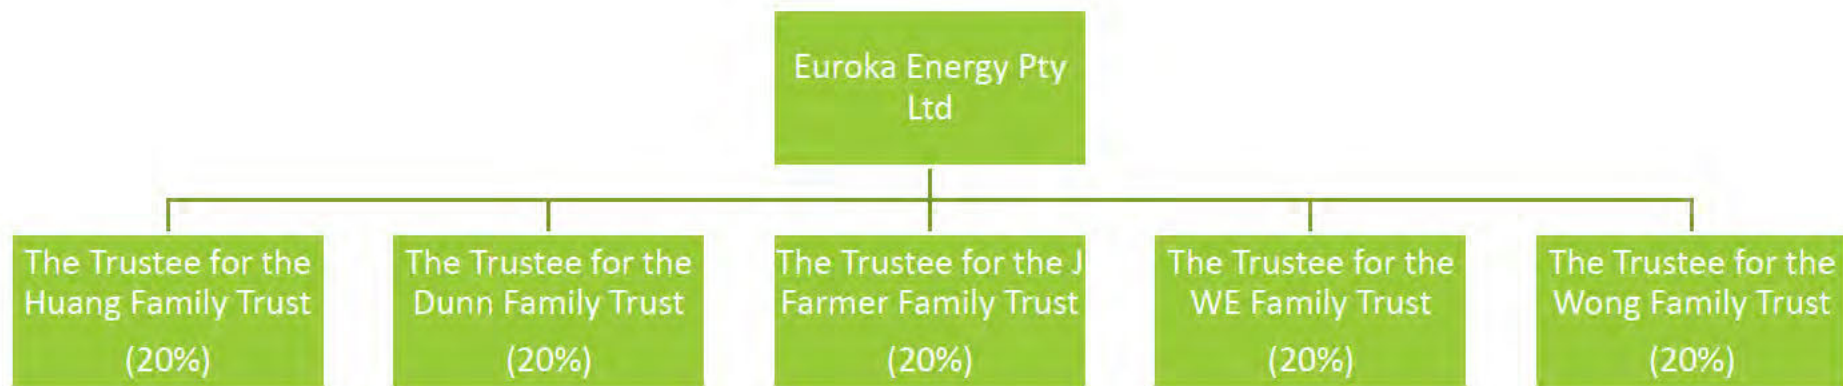 Euroka Energy Pty
Ltd
The Trustee for the
Huang Family Trust
(20%)
The Trustee for the
Dunn Family Trust
(20%)
The Trustee for the J
Farmer Family Trust
(20%)
The Trustee for the
WE Family Trust
(20%)
The Trustee for the
Wong Family Trust
(20%)